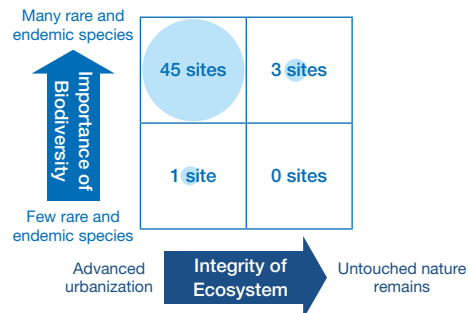 Many rare and
endemic species
45 sites
3 sites
Importance of
Biodiversity
1 site
0 sites
Few rare and
endemic species
Advanced
urbanization
Integrity of
Ecosystem
Untouched nature
remains